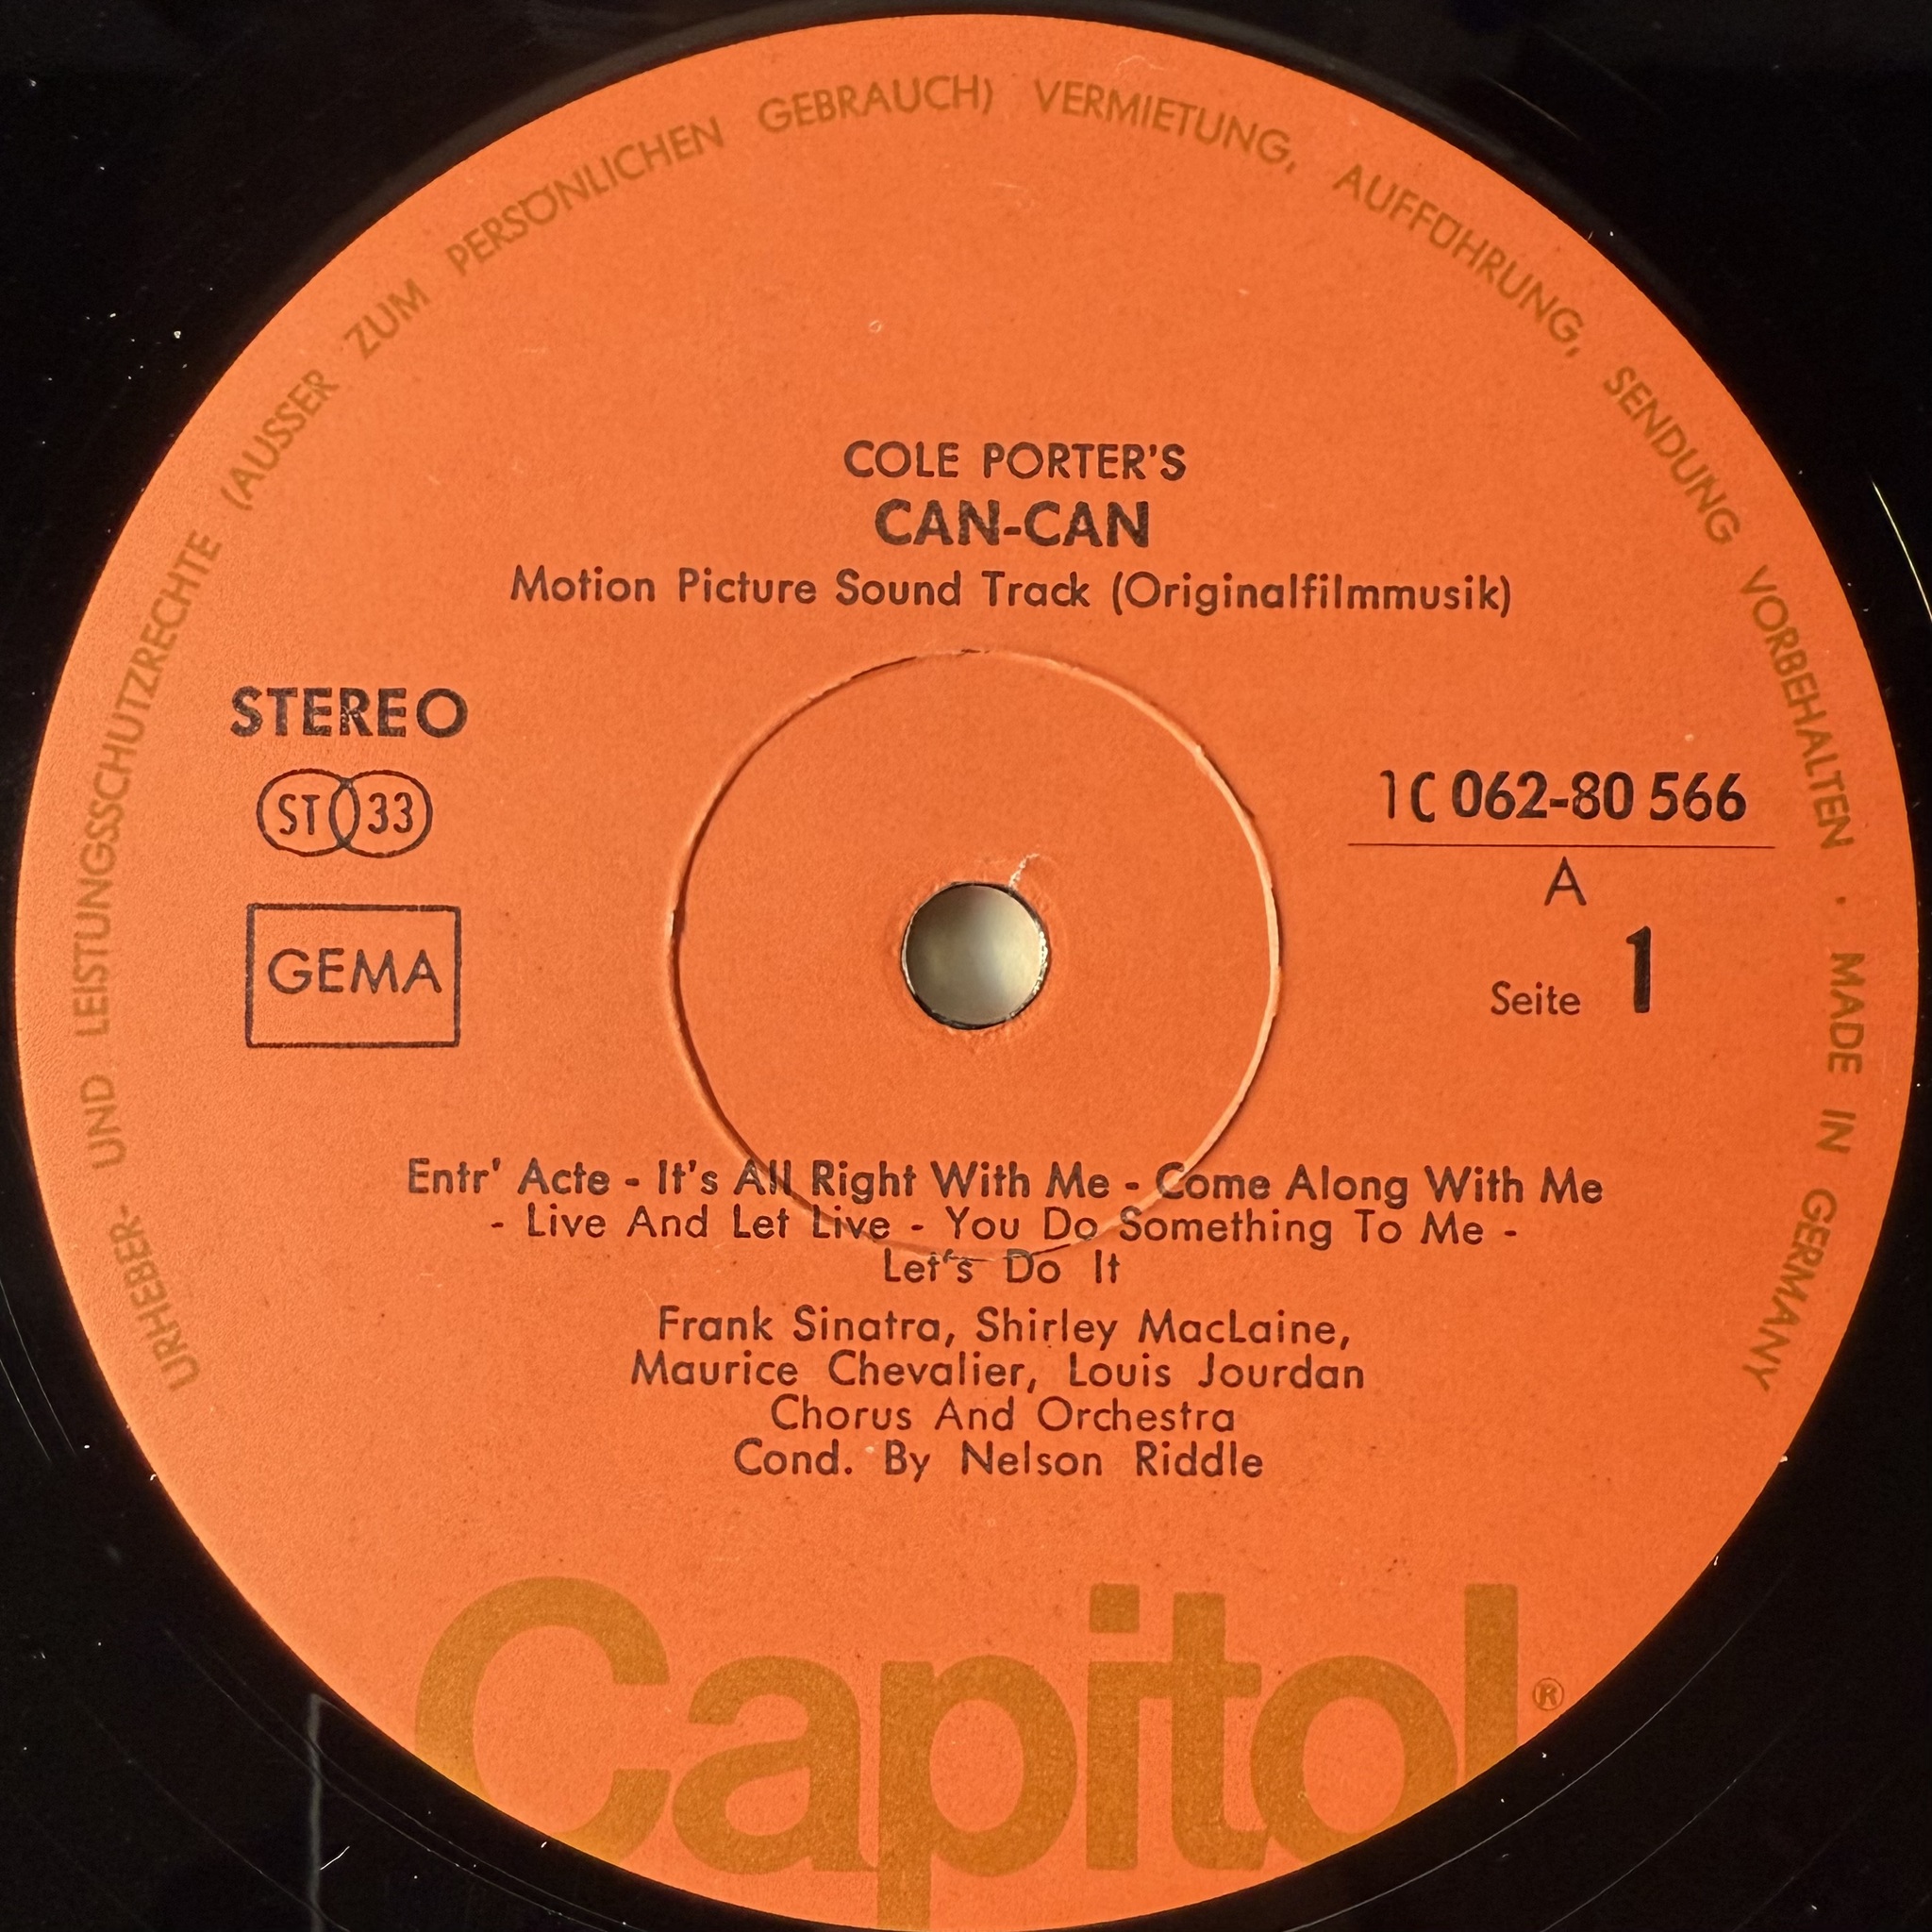 URHEBER- UND LEISTUNGSSCHUTZRECHTE (AUSSER ZUM PERSÖNLICHEN GEBRAUCH) VERMIETUNG, AUFFÜHRUNG, SENDUNG VORBEHALTEN · MADE IN GERMANY
COLE PORTER'S
CAN-CAN
Motion Picture Sound Track (Originalfilmmusik)
STEREO
ST 33
GEMA
1C 062-80 566
A
Seite 1
Entr' Acte - It's All Right With Me - Come Along With Me
- Live And Let Live - You Do Something To Me -
Let's Do It
Frank Sinatra, Shirley MacLaine,
Maurice Chevalier, Louis Jourdan
Chorus And Orchestra
Cond. By Nelson Riddle
Capitol®